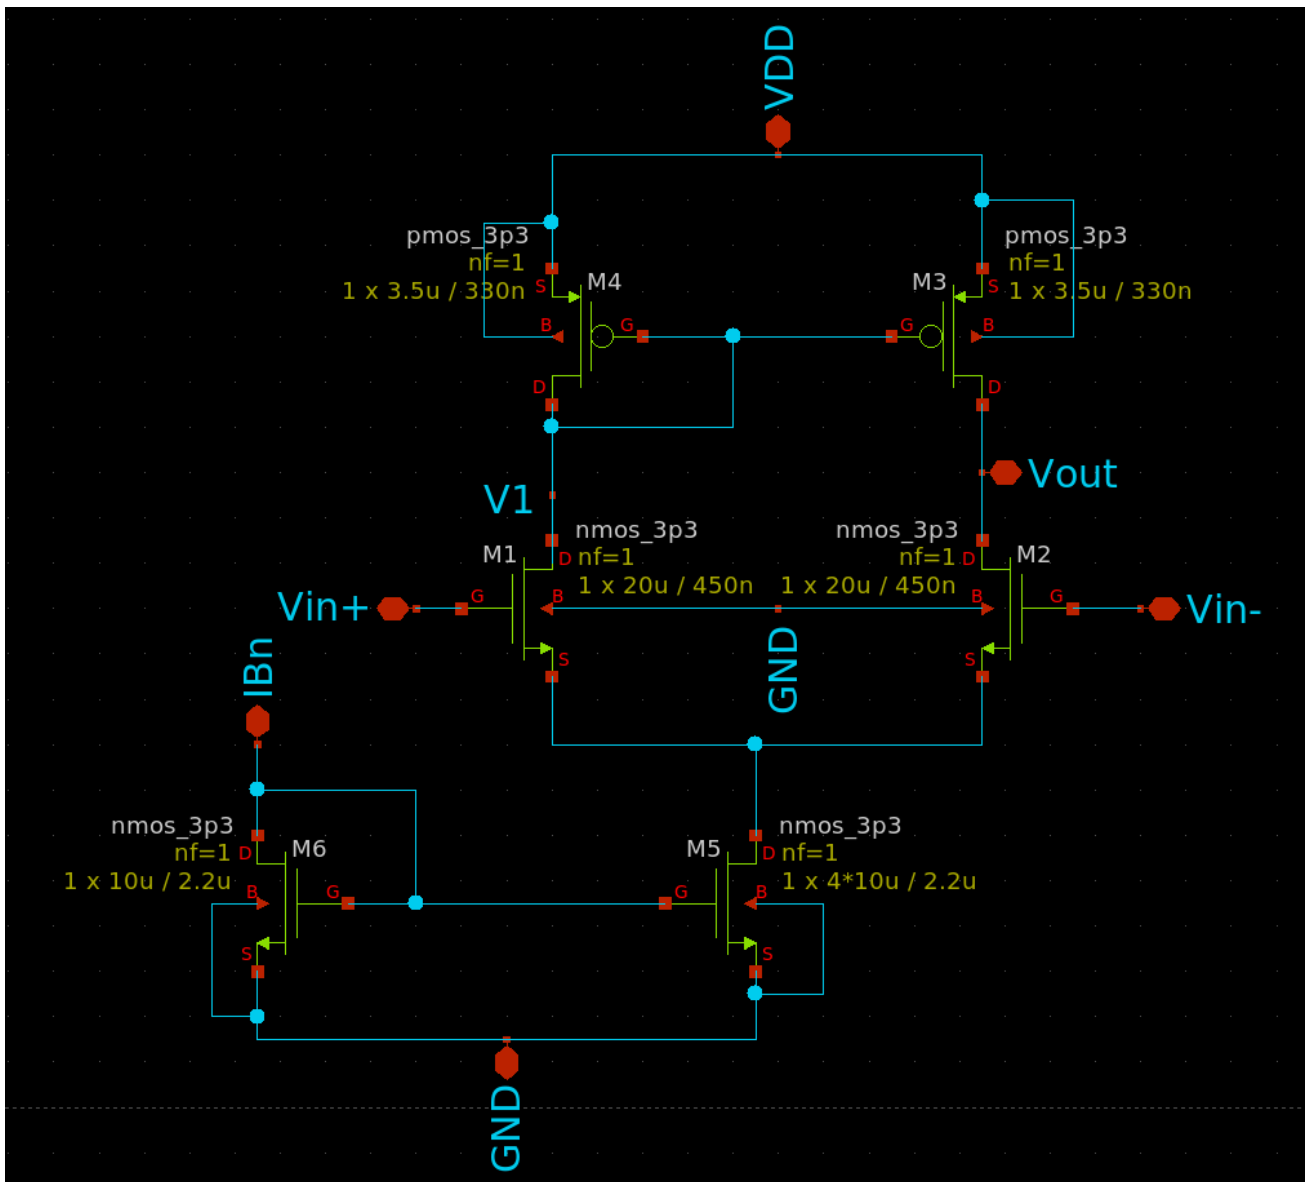 VDD
pmos_3p3
nf=1
1 x 3.5u / 330n
S
M4
B
G
D
M3
pmos_3p3
nf=1
1 x 3.5u / 330n
S
G
B
D
V1
Vout
nmos_3p3
nf=1
1 x 20u / 450n
M1
D
G
B
S
Vin+
nmos_3p3
nf=1
1 x 20u / 450n
D
M2
B
G
S
Vin-
GND
IBn
nmos_3p3
nf=1
1 x 10u / 2.2u
D
M6
B
G
S
M5
nmos_3p3
nf=1
1 x 4*10u / 2.2u
D
G
B
S
GND